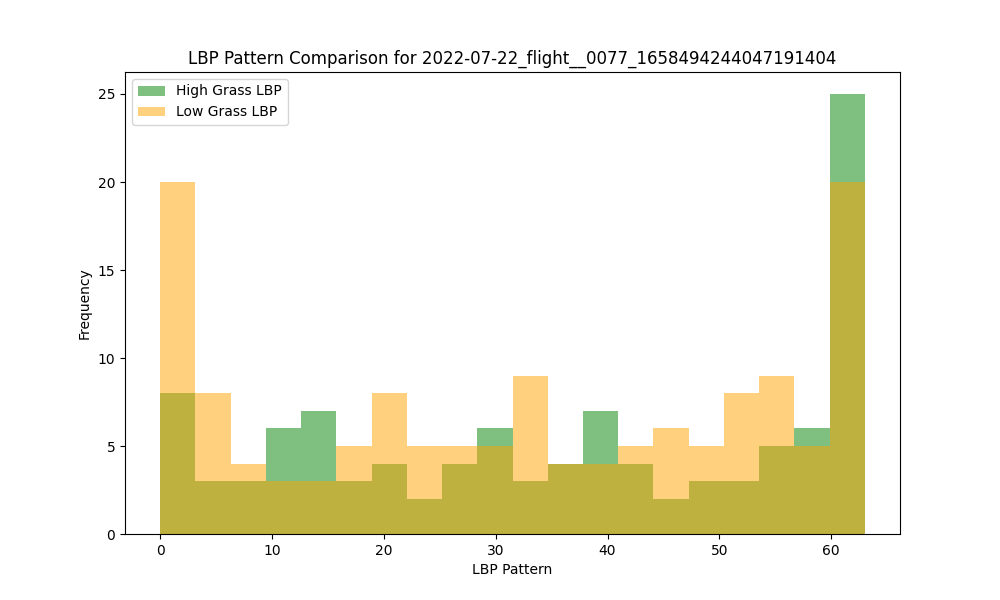 LBP Pattern Comparison for 2022-07-22_flight__0077_1658494244047191404
High Grass LBP
Low Grass LBP
Frequency
25
20
15
10
5
0
0 10 20 30 40 50 60
LBP Pattern